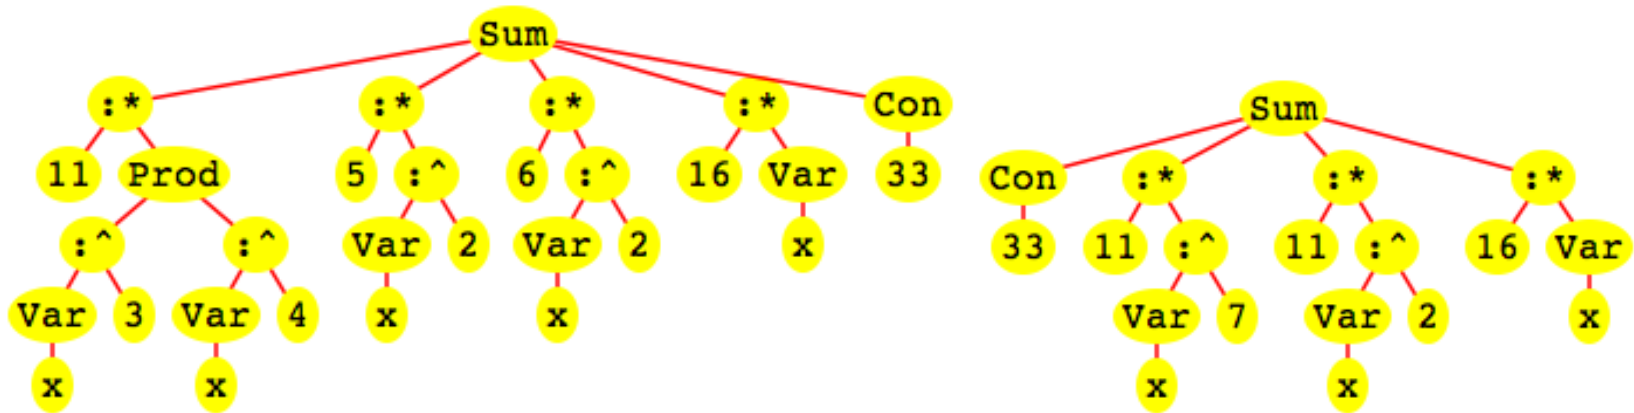 Sum
:* :* :* :* Con
11 Prod 5 :^ 6 :^ 16 Var 33
:^ :^ Var 2 Var 2 x
Var 3 Var 4 x x
x x
Sum
Con :* :* :*
33 11 :^ 11 :^ 16 Var
Var 7 Var 2 x
x x